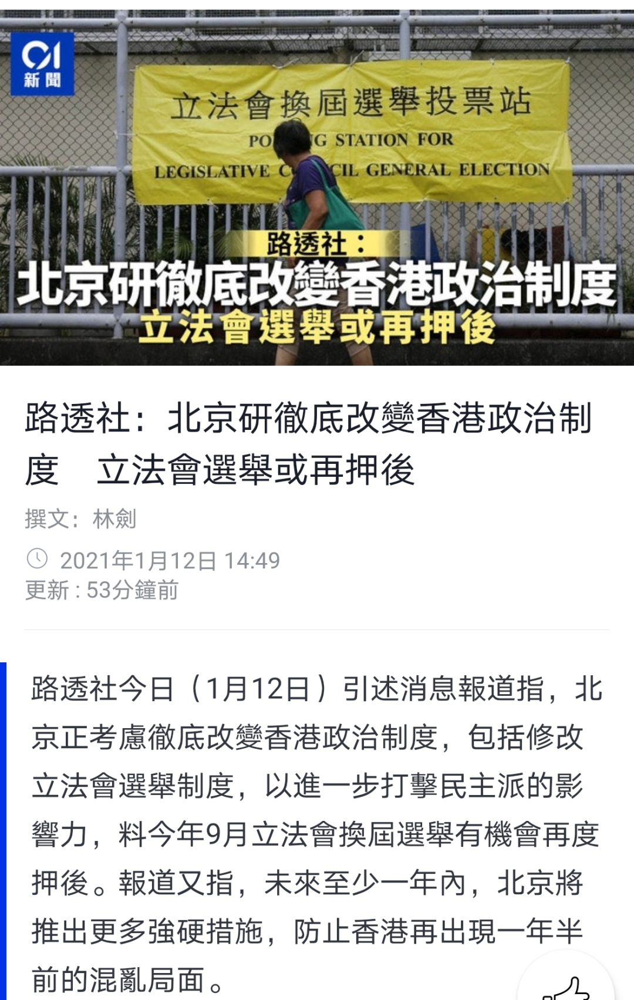 01
新聞
立法會換屆選舉投票站
PO NG STATION FOR
LEGISLATIVE C CIL GENERAL ELECTION
路透社：
北京研徹底改變香港政治制度
立法會選舉或再押後
路透社：北京研徹底改變香港政治制
度　立法會選舉或再押後
撰文：林劍
2021年1月12日 14:49
更新 : 53分鐘前
路透社今日（1月12日）引述消息報道指，北
京正考慮徹底改變香港政治制度，包括修改
立法會選舉制度，以進一步打擊民主派的影
響力，料今年9月立法會換屆選舉有機會再度
押後。報道又指，未來至少一年內，北京將
推出更多強硬措施，防止香港再出現一年半
前的混亂局面。